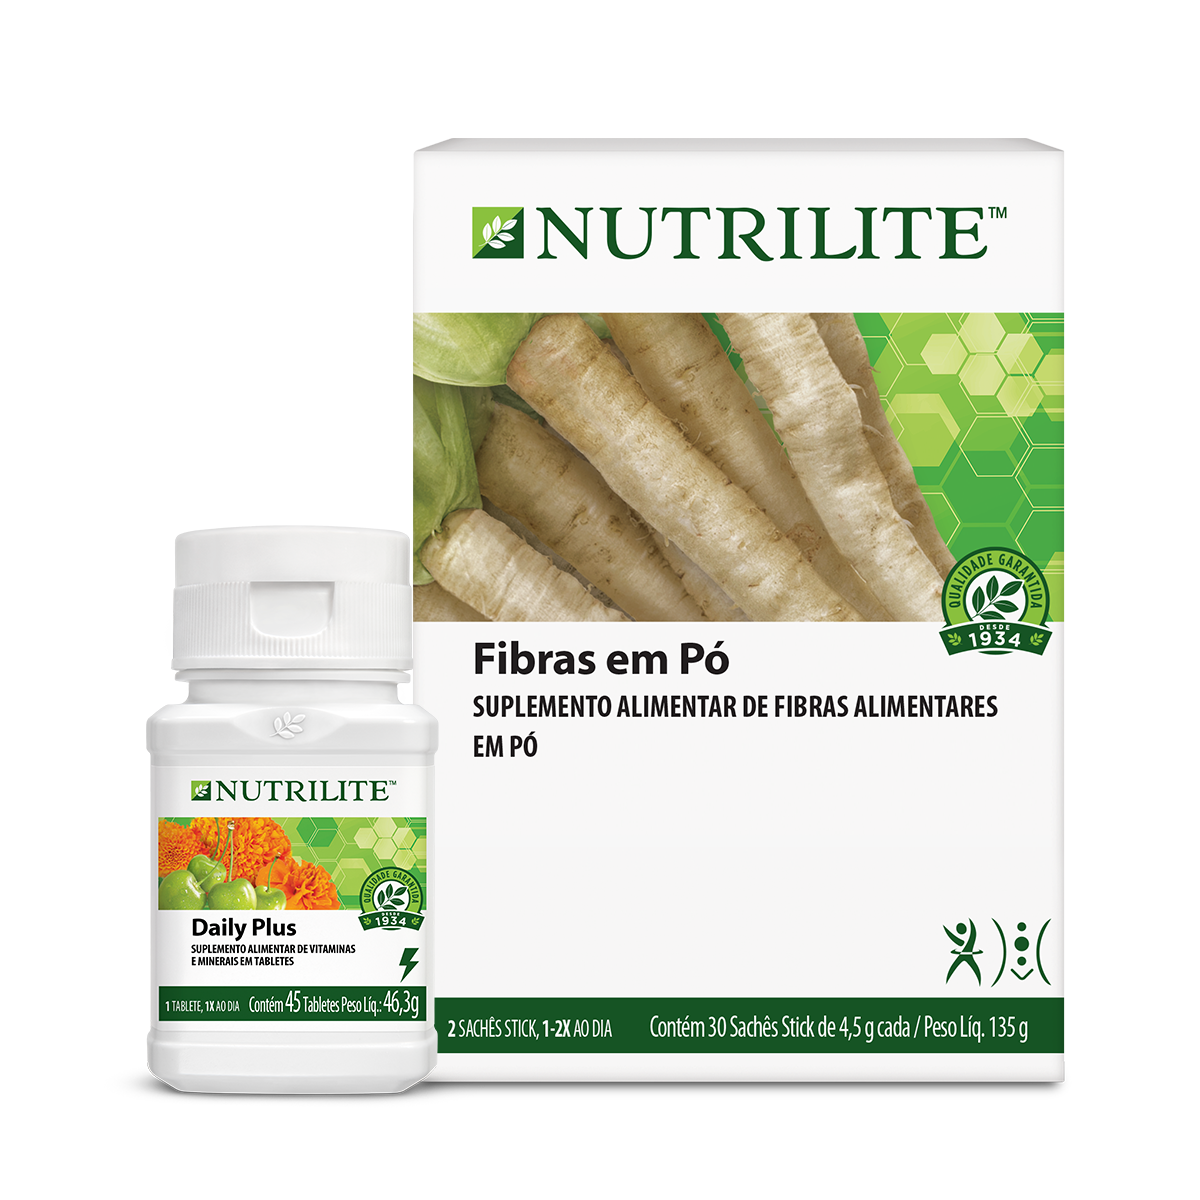 NUTRILITE™
QUALIDADE GARANTIDA
DESDE
1934
Fibras em Pó
SUPLEMENTO ALIMENTAR DE FIBRAS ALIMENTARES
EM PÓ
2 SACHÊS STICK, 1-2X AO DIA Contém 30 Sachês Stick de 4,5 g cada / Peso Líq. 135 g
NUTRILITE™
QUALIDADE GARANTIDA
DESDE
1934
Daily Plus
SUPLEMENTO ALIMENTAR DE VITAMINAS
E MINERAIS EM TABLETES
1 TABLETE, 1X AO DIA Contém 45 Tabletes Peso Líq.: 46,3g